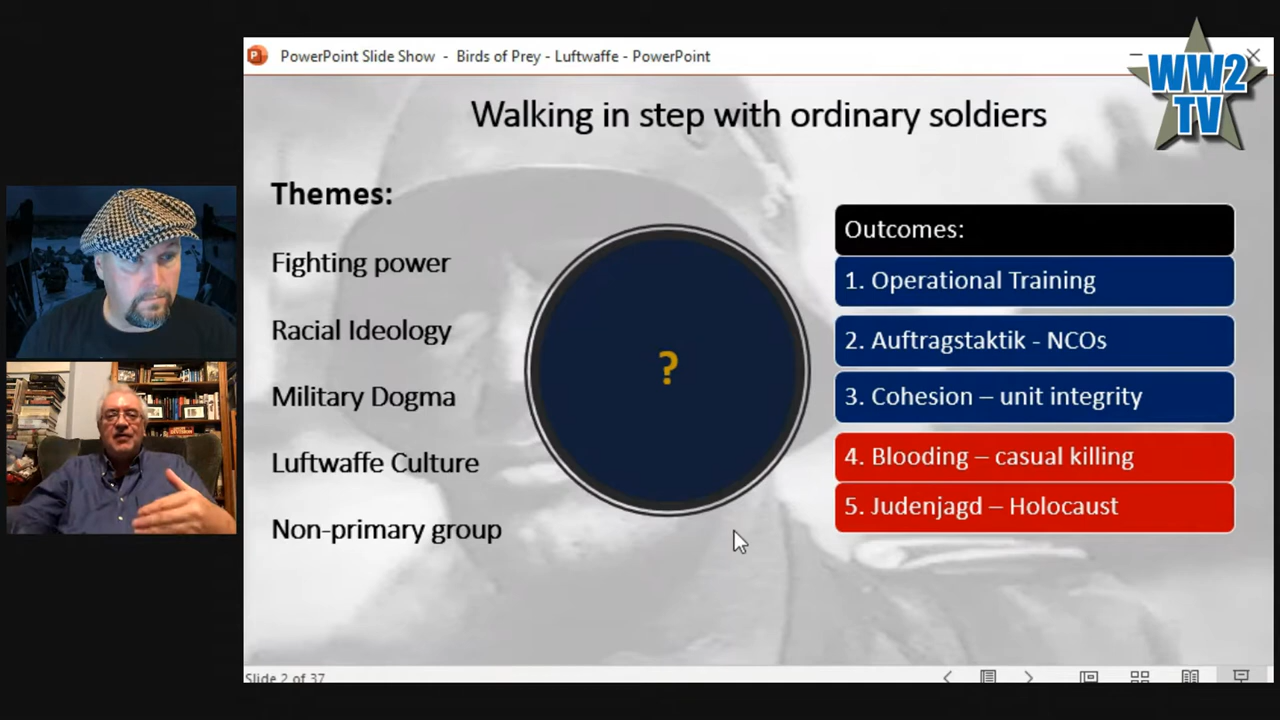 PowerPoint Slide Show - Birds of Prey - Luftwaffe - PowerPoint
WW2
TV
Walking in step with ordinary soldiers
Themes:
Fighting power
Racial Ideology
Military Dogma
Luftwaffe Culture
Non-primary group
?
Outcomes:
1. Operational Training
2. Auftragstaktik - NCOs
3. Cohesion – unit integrity
4. Blooding – casual killing
5. Judenjagd – Holocaust
Slide 2 of 37